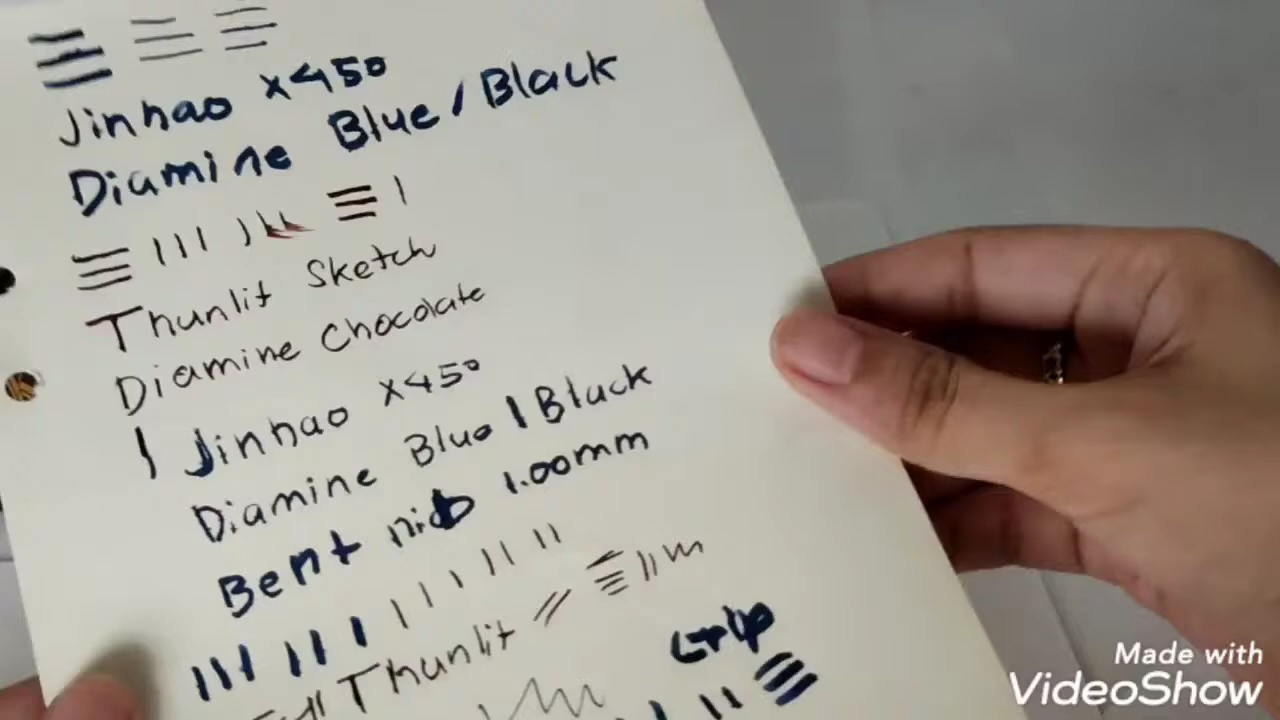 Jinhao x450
Diamine Blue/Black
Thunlit Sketch
Diamine Chocolate
Jinhao x450
Diamine Blue/Black
Bent nib 1.00mm
Thunlit
Made with
VideoShow